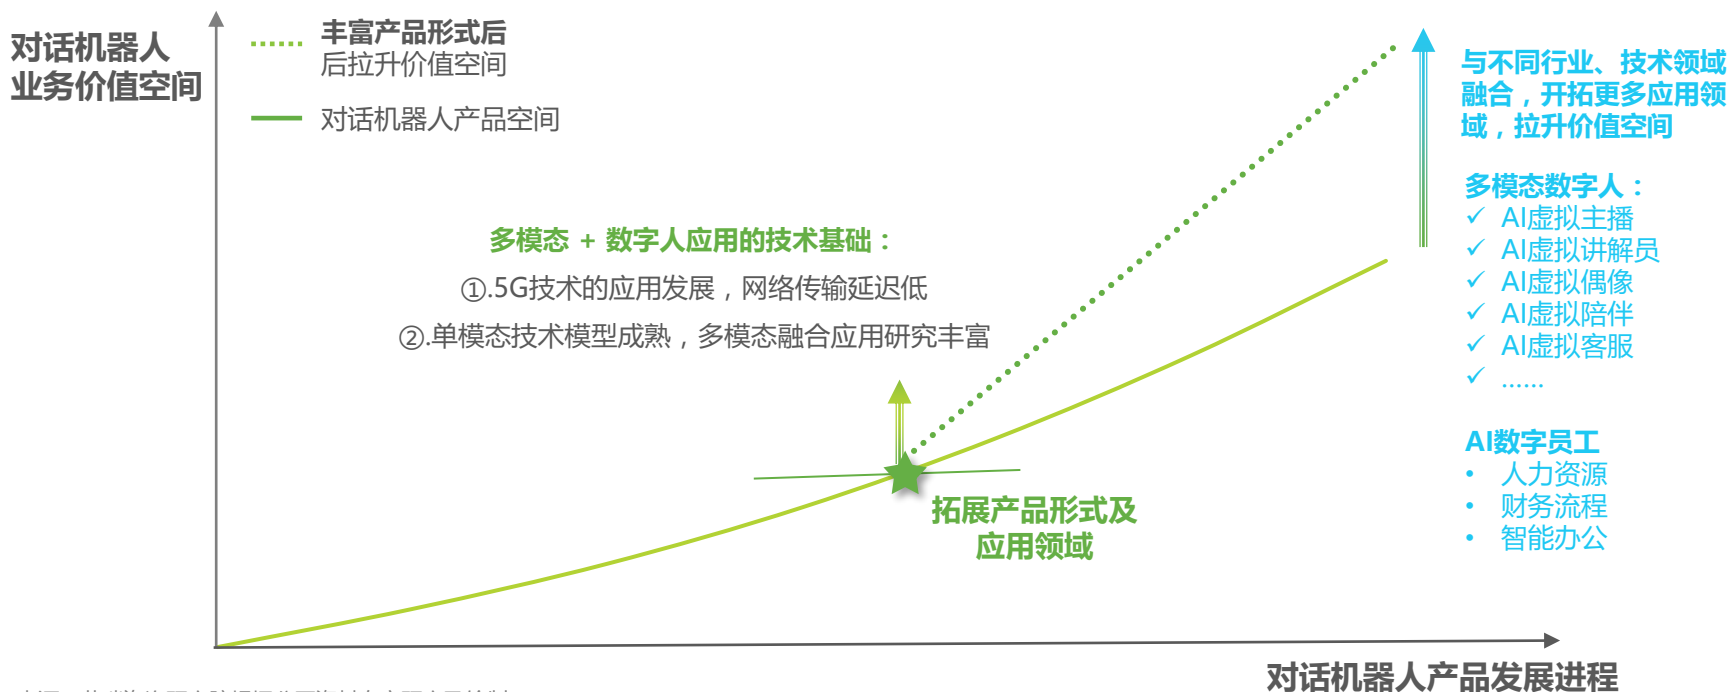 对话机器人
业务价值空间
丰富产品形式后
后拉升价值空间
对话机器人产品空间
多模态 + 数字人应用的技术基础：
①.5G技术的应用发展，网络传输延迟低
②.单模态技术模型成熟，多模态融合应用研究丰富
拓展产品形式及
应用领域
与不同行业、技术领域
融合，开拓更多应用领
域，拉升价值空间
多模态数字人：
✓ AI虚拟主播
✓ AI虚拟讲解员
✓ AI虚拟偶像
✓ AI虚拟陪伴
✓ AI虚拟客服
✓ ……
AI数字员工
• 人力资源
• 财务流程
• 智能办公
对话机器人产品发展进程